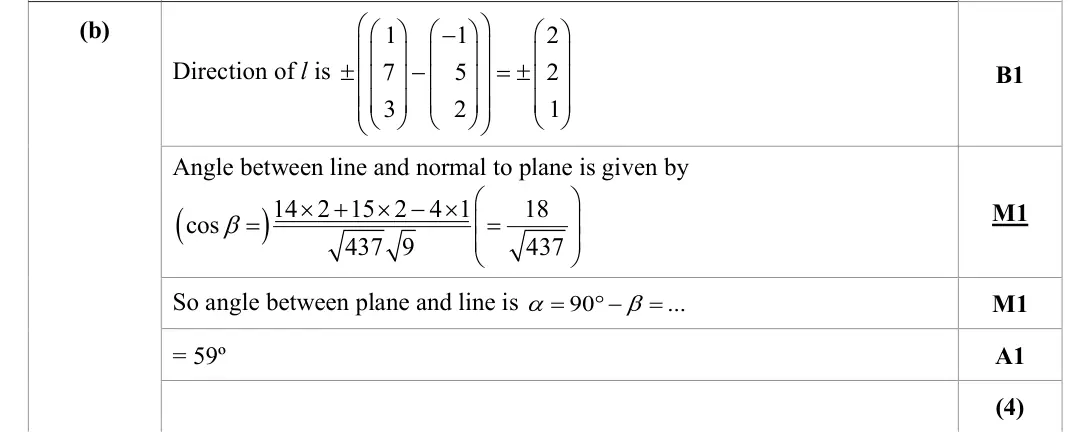 (b)
Direction of l is ±((1 7 3) − (−1 5 2)) = ±(2 2 1)
B1
Angle between line and normal to plane is given by
(cos β =) 14×2+15×2−4×1 / √437 √9 (= 18 / √437)
M1
So angle between plane and line is α = 90° − β = ...
M1
= 59º
A1
(4)